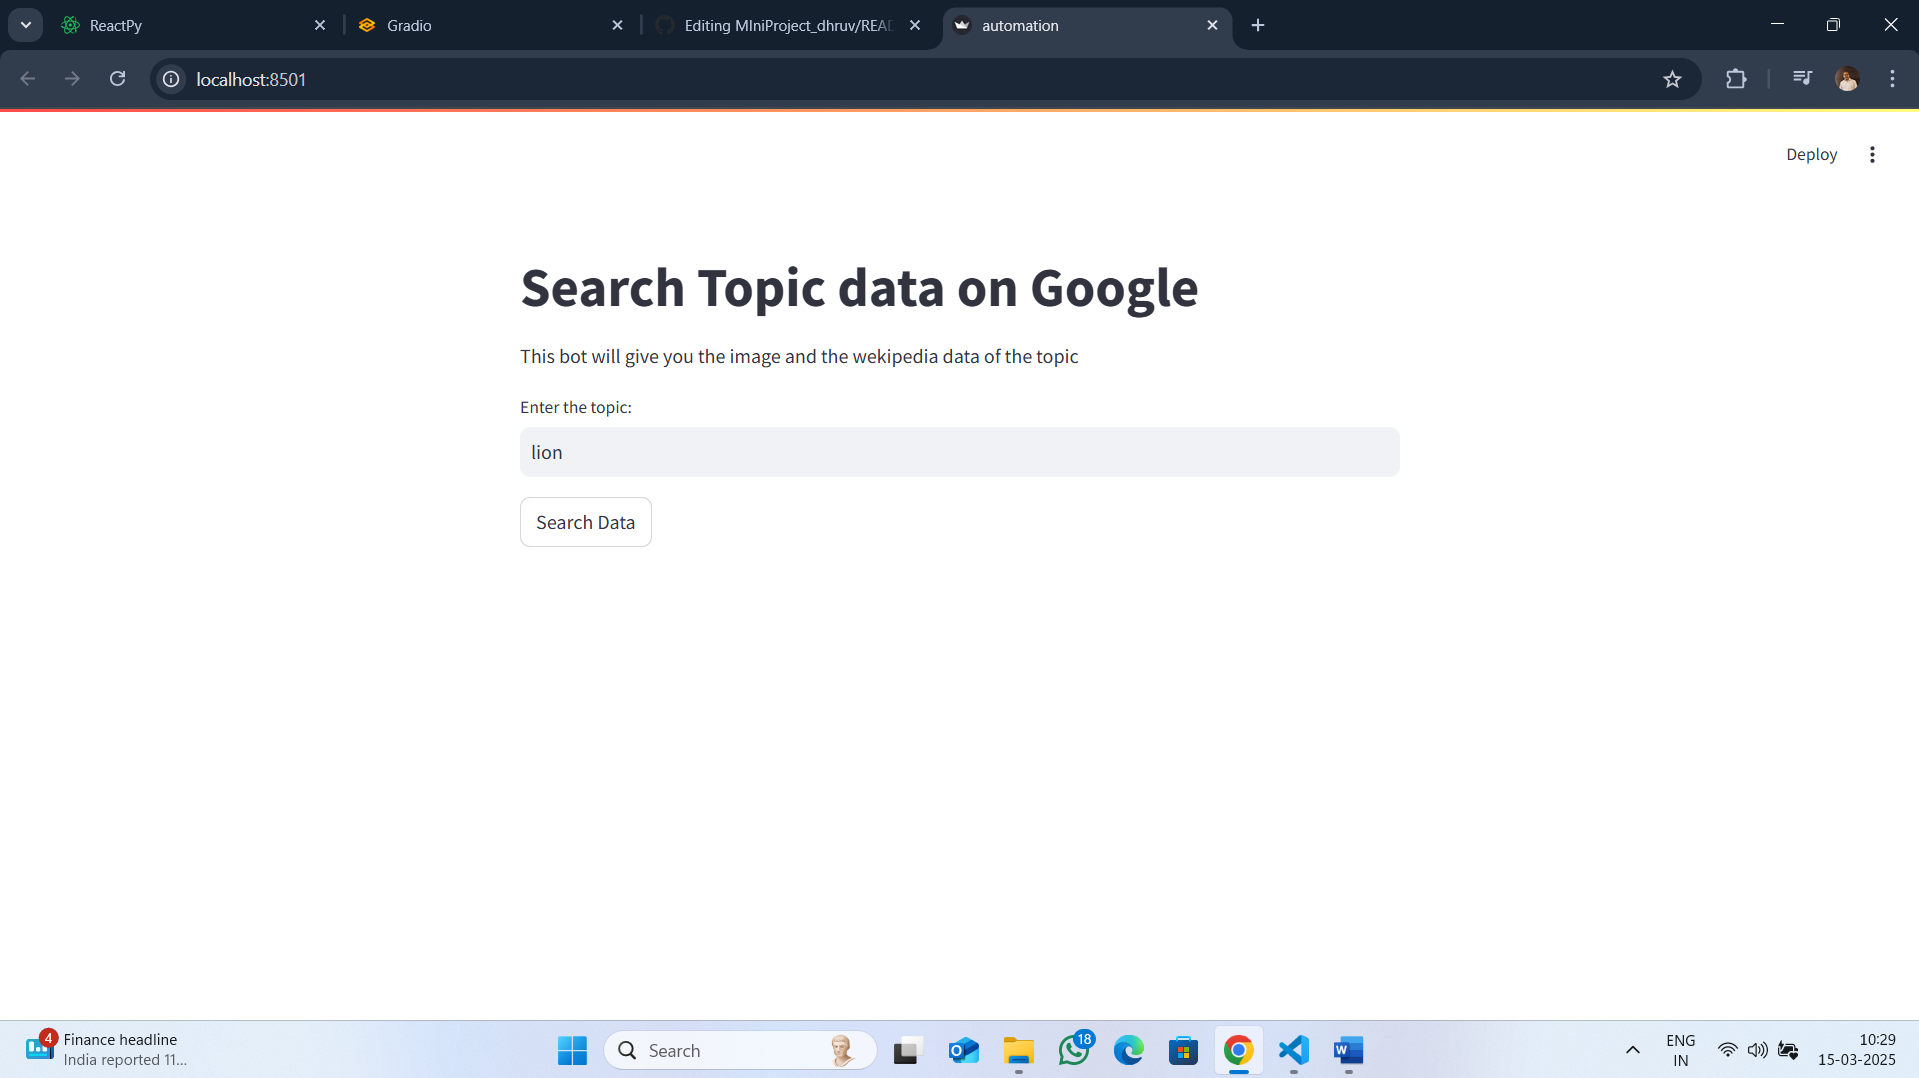 ReactPy
Gradio
Editing MIniProject_dhruv/READ
automation
localhost:8501
Deploy
Search Topic data on Google
This bot will give you the image and the wekipedia data of the topic
Enter the topic:
lion
Search Data
4
Finance headline
India reported 11...
Search
18
ENG
IN
10:29
15-03-2025